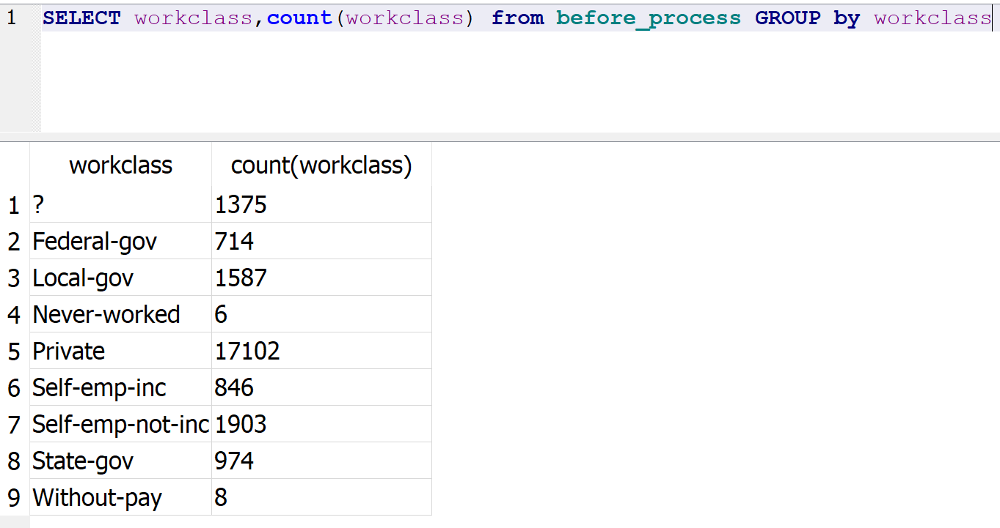 1 SELECT workclass,count(workclass) from before_process GROUP by workclass
workclass count(workclass)
1 ? 1375
2 Federal-gov 714
3 Local-gov 1587
4 Never-worked 6
5 Private 17102
6 Self-emp-inc 846
7 Self-emp-not-inc 1903
8 State-gov 974
9 Without-pay 8